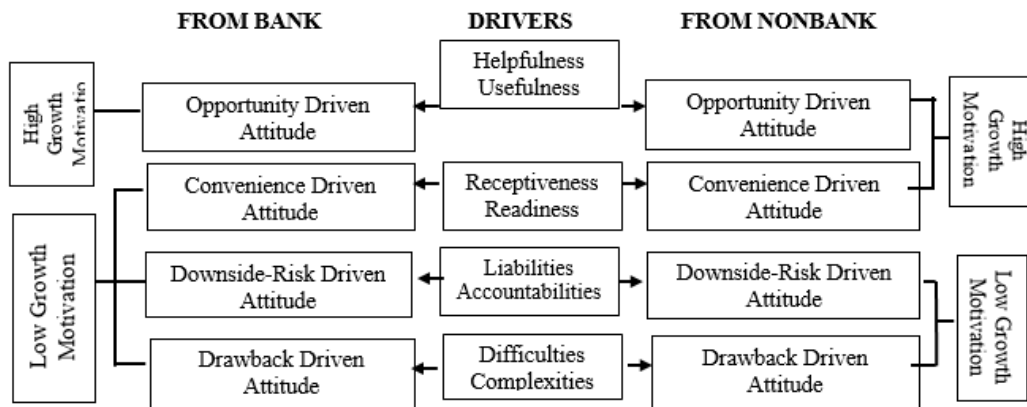 FROM BANK DRIVERS FROM NONBANK
Helpfulness
Usefulness
High
Growth
Motivatio
Opportunity Driven
Attitude
Opportunity Driven
Attitude
High
Growth
Motivation
Convenience Driven
Attitude
Receptiveness
Readiness
Convenience Driven
Attitude
Low Growth
Motivation
Downside-Risk Driven
Attitude
Liabilities
Accountabilities
Downside-Risk Driven
Attitude
Low Growth
Motivation
Drawback Driven
Attitude
Difficulties
Complexities
Drawback Driven
Attitude